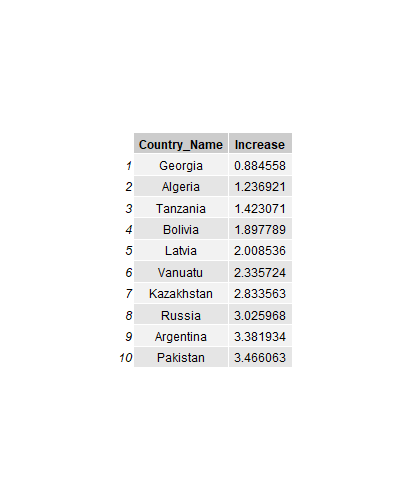 Country_Name Increase
1 Georgia 0.884558
2 Algeria 1.236921
3 Tanzania 1.423071
4 Bolivia 1.897789
5 Latvia 2.008536
6 Vanuatu 2.335724
7 Kazakhstan 2.833563
8 Russia 3.025968
9 Argentina 3.381934
10 Pakistan 3.466063